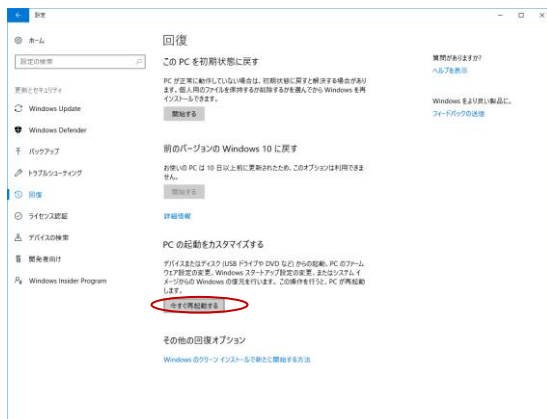 設定
ホーム
設定の検索
更新とセキュリティ
Windows Update
Windows Defender
バックアップ
トラブルシューティング
回復
ライセンス認証
デバイスの検索
開発者向け
Windows Insider Program
回復
この PC を初期状態に戻す
PC が正常に動作していない場合は、初期状態に戻すと解決する場合があり
ます。個人用のファイルを保持するか削除するかを選んでから Windows を再
インストールできます。
開始する
前のバージョンの Windows 10 に戻す
お使いの PC は 10 日以上前に更新されたため、このオプションは利用できま
せん。
開始する
詳細情報
PC の起動をカスタマイズする
デバイスまたはディスク (USB ドライブや DVD など) からの起動、PC のファーム
ウェア設定の変更、Windows スタートアップ設定の変更、またはシステム イ
メージからの Windows の復元を行います。この操作を行うと、PC が再起動
します。
今すぐ再起動する
その他の回復オプション
Windows のクリーン インストールで新たに開始する方法
質問がありますか?
ヘルプを表示
Windows をより良い製品に。
フィードバックの送信